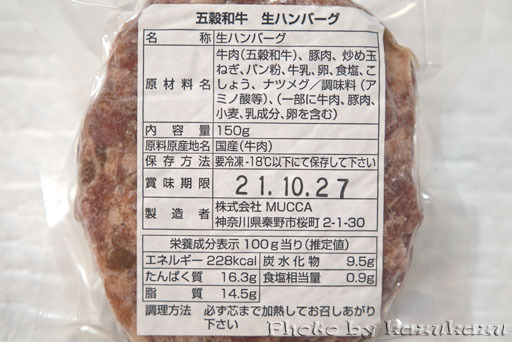 五穀和牛 生ハンバーグ
名称 生ハンバーグ
原材料名 牛肉(五穀和牛)、豚肉、炒め玉
ねぎ、パン粉、牛乳、卵、食塩、こ
しょう、ナツメグ/調味料(ア
ミノ酸等)、(一部に牛肉、豚肉、
小麦、乳成分、卵を含む)
内容量 150g
原料原産地名 国産(牛肉)
保存方法 要冷凍-18℃以下にて保存して下さい
賞味期限 21.10.27
製造者 株式会社 MUCCA
神奈川県秦野市桜町 2-1-30
栄養成分表示 100g当り(推定値)
エネルギー 228kcal 炭水化物 9.5g
たんぱく質 16.3g 食塩相当量 0.9g
脂質 14.5g
調理方法 必ず芯まで加熱してお召しあがり
下さい
Photo by kazukazu